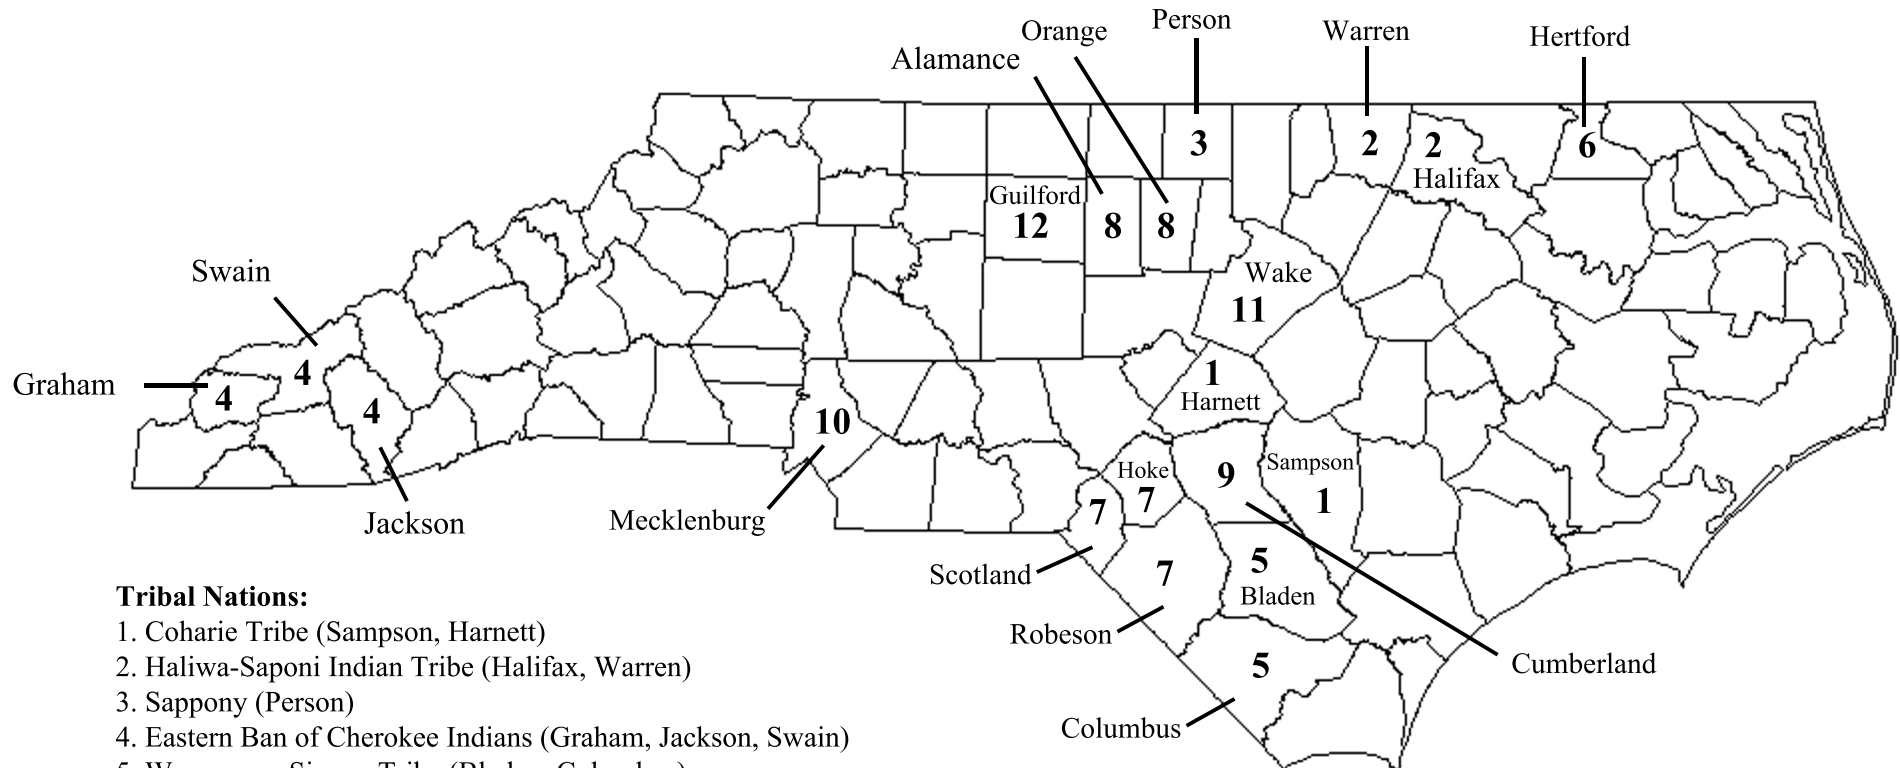 Person
Orange
Warren
Hertford
Alamance
3
2
2
6
Halifax
Guilford
12
8
8
Swain
Wake
11
4
Graham
4
4
1
Harnett
10
Hoke
7
9
Sampson
1
7
Mecklenburg
Jackson
Scotland
7
5
Bladen
Robeson
5
Cumberland
Columbus
Tribal Nations:
1. Coharie Tribe (Sampson, Harnett)
2. Haliwa-Saponi Indian Tribe (Halifax, Warren)
3. Sappony (Person)
4. Eastern Ban of Cherokee Indians (Graham, Jackson, Swain)